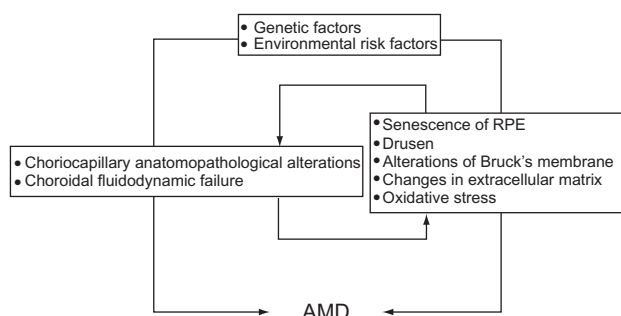 • Genetic factors
• Environmental risk factors
• Choriocapillary anatomopathological alterations
• Choroidal fluidodynamic failure
• Senescence of RPE
• Drusen
• Alterations of Bruck's membrane
• Changes in extracellular matrix
• Oxidative stress
AMD